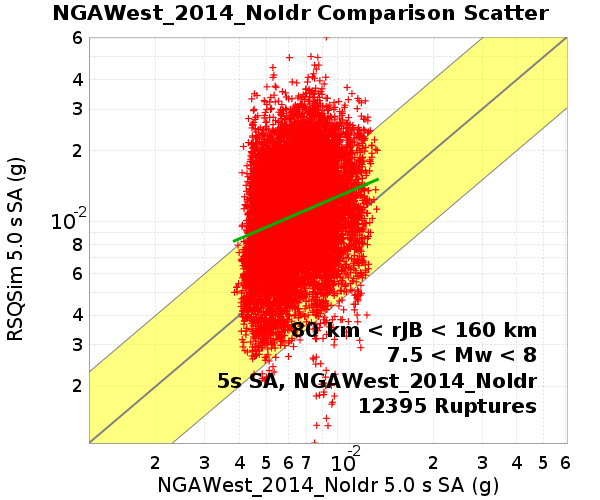 NGAWest_2014_NoIdr Comparison Scatter
RSQSim 5.0 s SA (g)
6
4
3
2
10-2
8
6
4
3
2
80 km < rJB < 160 km
7.5 < Mw < 8
5s SA, NGAWest_2014_NoIdr
12395 Ruptures
2 3 4 5 6 7 10-2 2 3 4 5 6
NGAWest_2014_NoIdr 5.0 s SA (g)